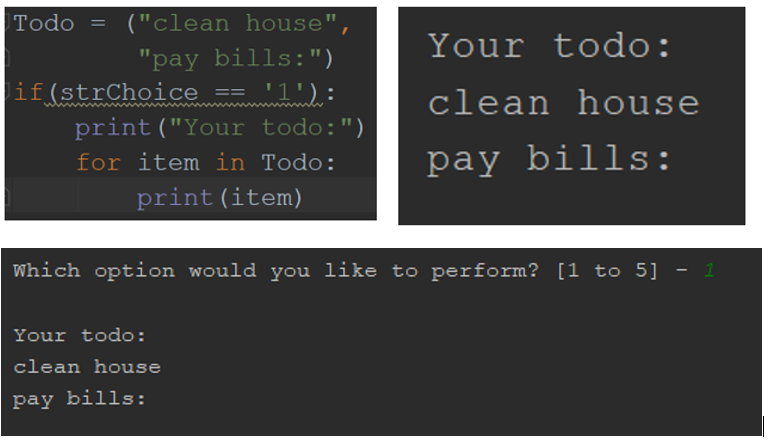 Todo = ("clean house",
"pay bills:")
if(strChoice == '1'):
print("Your todo:")
for item in Todo:
print(item)
Your todo:
clean house
pay bills:
Which option would you like to perform? [1 to 5] - 1
Your todo:
clean house
pay bills: